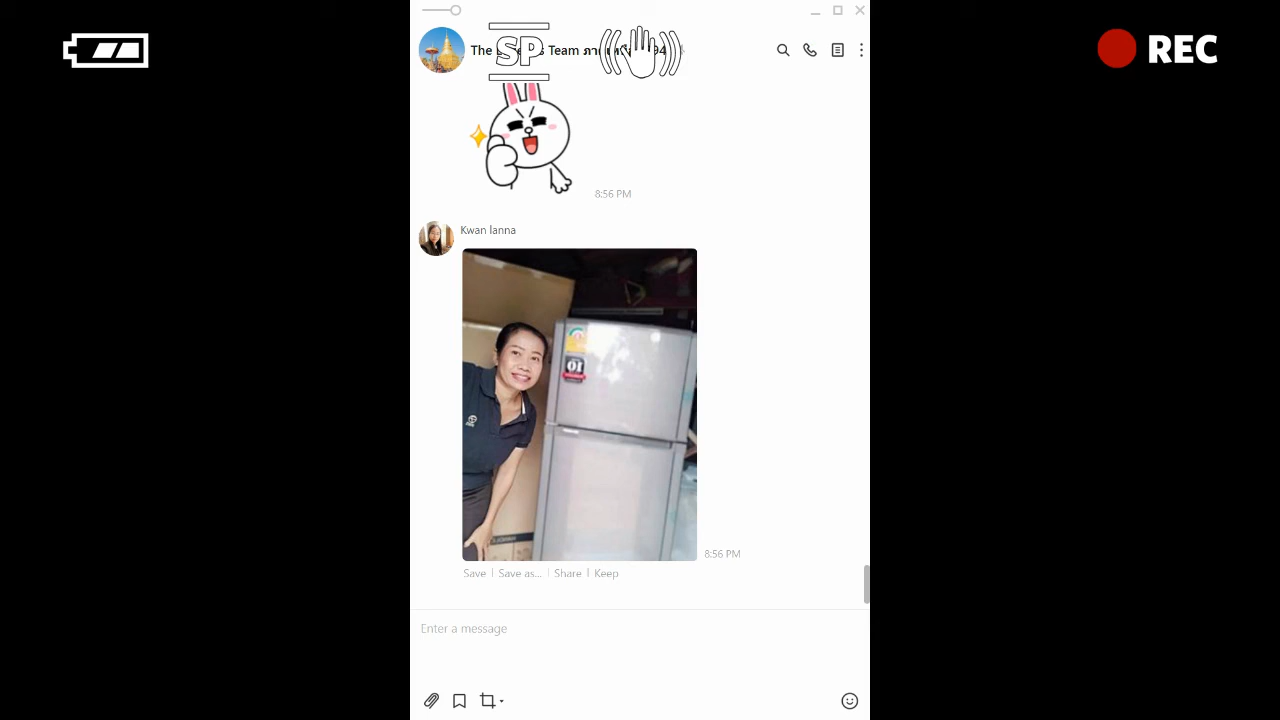 REC
SP
Team
94
8:56 PM
Kwan lanna
01
8:56 PM
Save | Save as... | Share | Keep
Enter a message